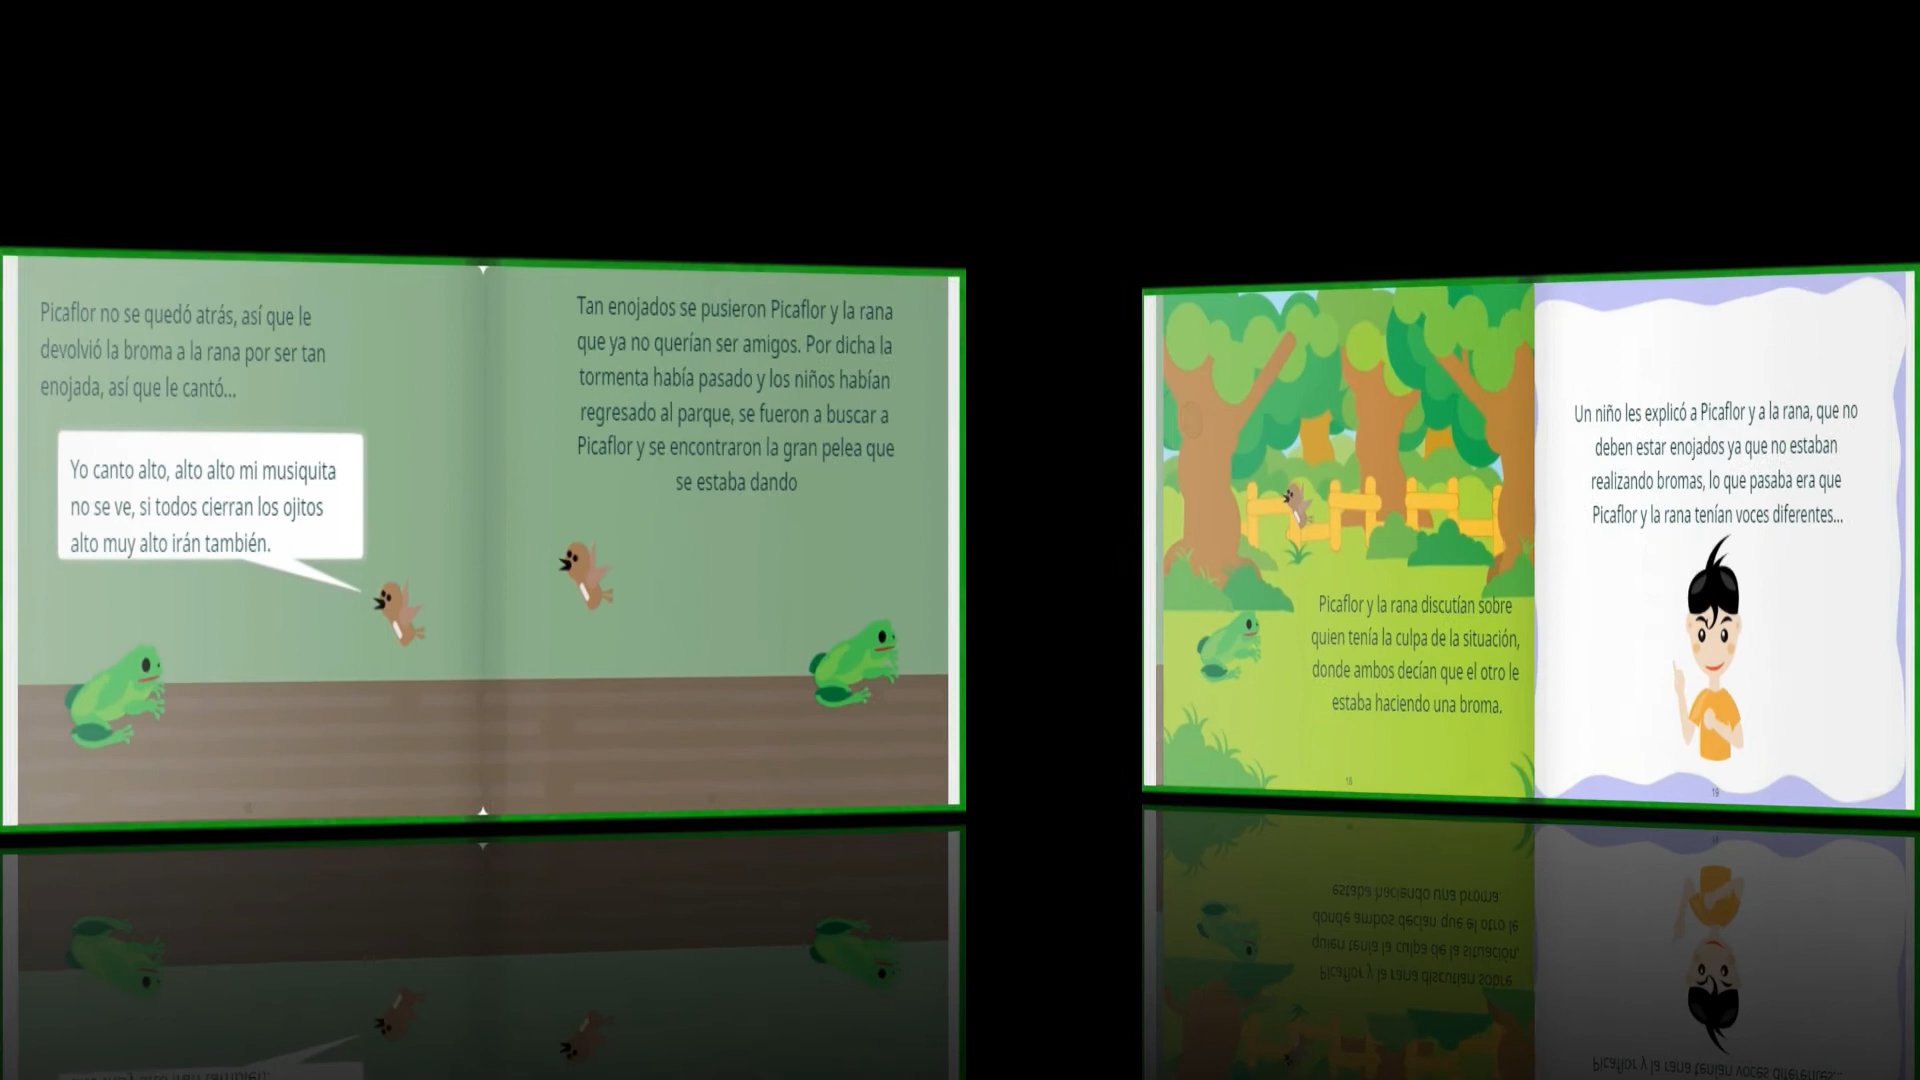 Picaflor no se quedó atrás, así que le
devolvió la broma a la rana por ser tan
enojada, así que le cantó...
Yo canto alto, alto alto mi musiquita
no se ve, si todos cierran los ojitos
alto muy alto irán también.
Tan enojados se pusieron Picaflor y la rana
que ya no querían ser amigos. Por dicha la
tormenta había pasado y los niños habían
regresado al parque, se fueron a buscar a
Picaflor y se encontraron la gran pelea que
se estaba dando
Picaflor y la rana discutían sobre
quien tenía la culpa de la situación,
donde ambos decían que el otro le
estaba haciendo una broma.
18
Un niño les explicó a Picaflor y a la rana, que no
deben estar enojados ya que no estaban
realizando bromas, lo que pasaba era que
Picaflor y la rana tenían voces diferentes...
19